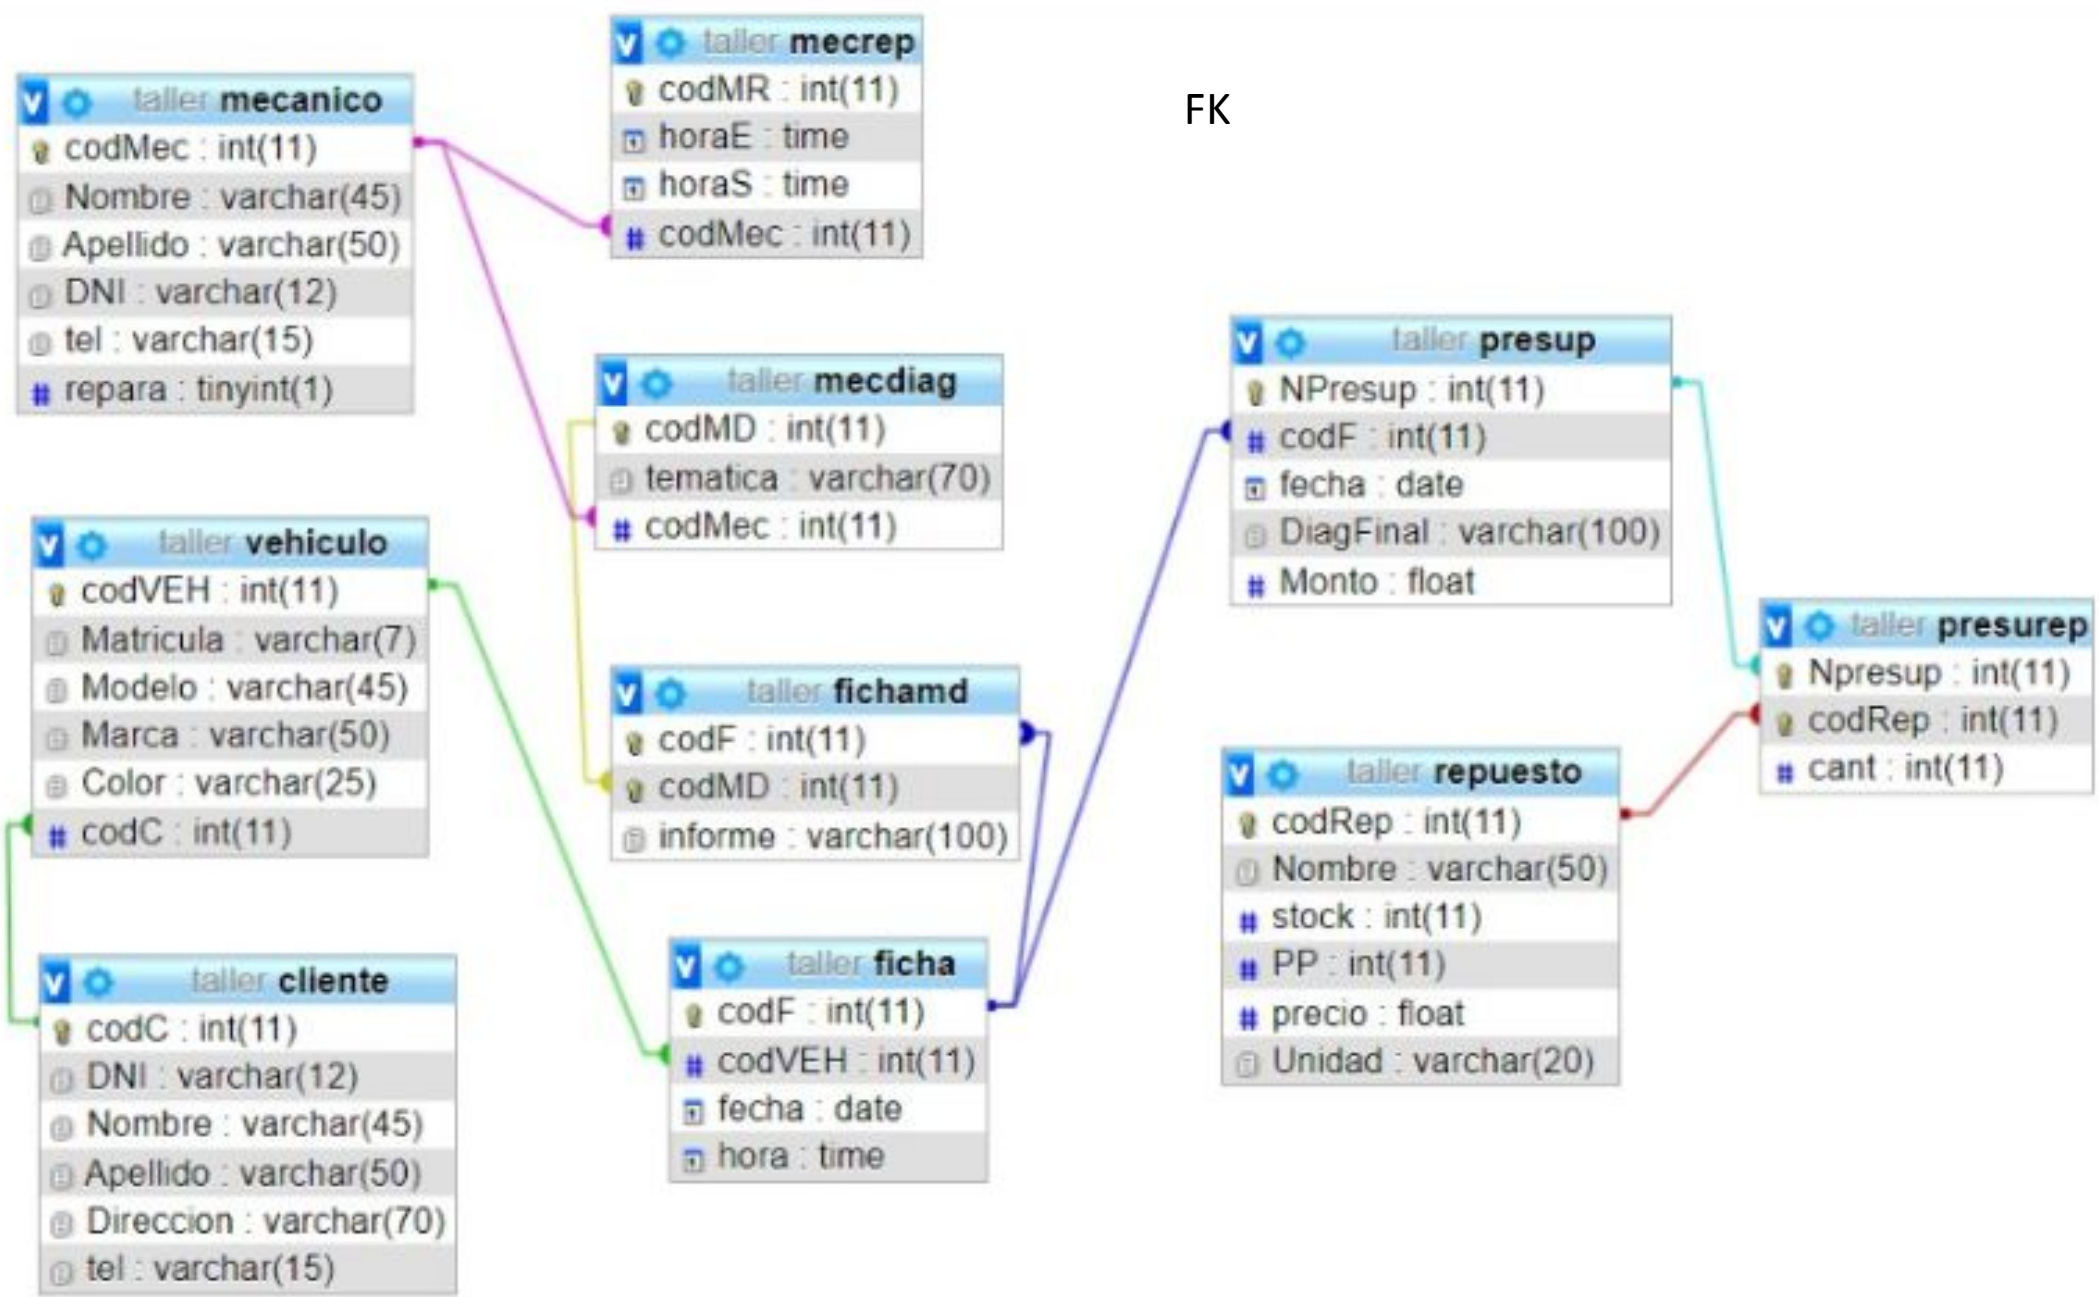 taller mecrep
codMR : int(11)
horaE : time
horaS : time
codMec : int(11)
taller mecanico
codMec : int(11)
Nombre : varchar(45)
Apellido : varchar(50)
DNI : varchar(12)
tel : varchar(15)
repara : tinyint(1)
FK
taller mecdiag
codMD : int(11)
tematica : varchar(70)
codMec : int(11)
taller presup
NPresup : int(11)
codF : int(11)
fecha : date
DiagFinal : varchar(100)
Monto : float
taller vehiculo
codVEH : int(11)
Matricula : varchar(7)
Modelo : varchar(45)
Marca : varchar(50)
Color : varchar(25)
codC : int(11)
taller fichamd
codF : int(11)
codMD : int(11)
informe : varchar(100)
taller presurep
Npresup : int(11)
codRep : int(11)
cant : int(11)
taller repuesto
codRep : int(11)
Nombre : varchar(50)
stock : int(11)
PP : int(11)
precio : float
Unidad : varchar(20)
taller cliente
codC : int(11)
DNI : varchar(12)
Nombre : varchar(45)
Apellido : varchar(50)
Direccion : varchar(70)
tel : varchar(15)
taller ficha
codF : int(11)
codVEH : int(11)
fecha : date
hora : time